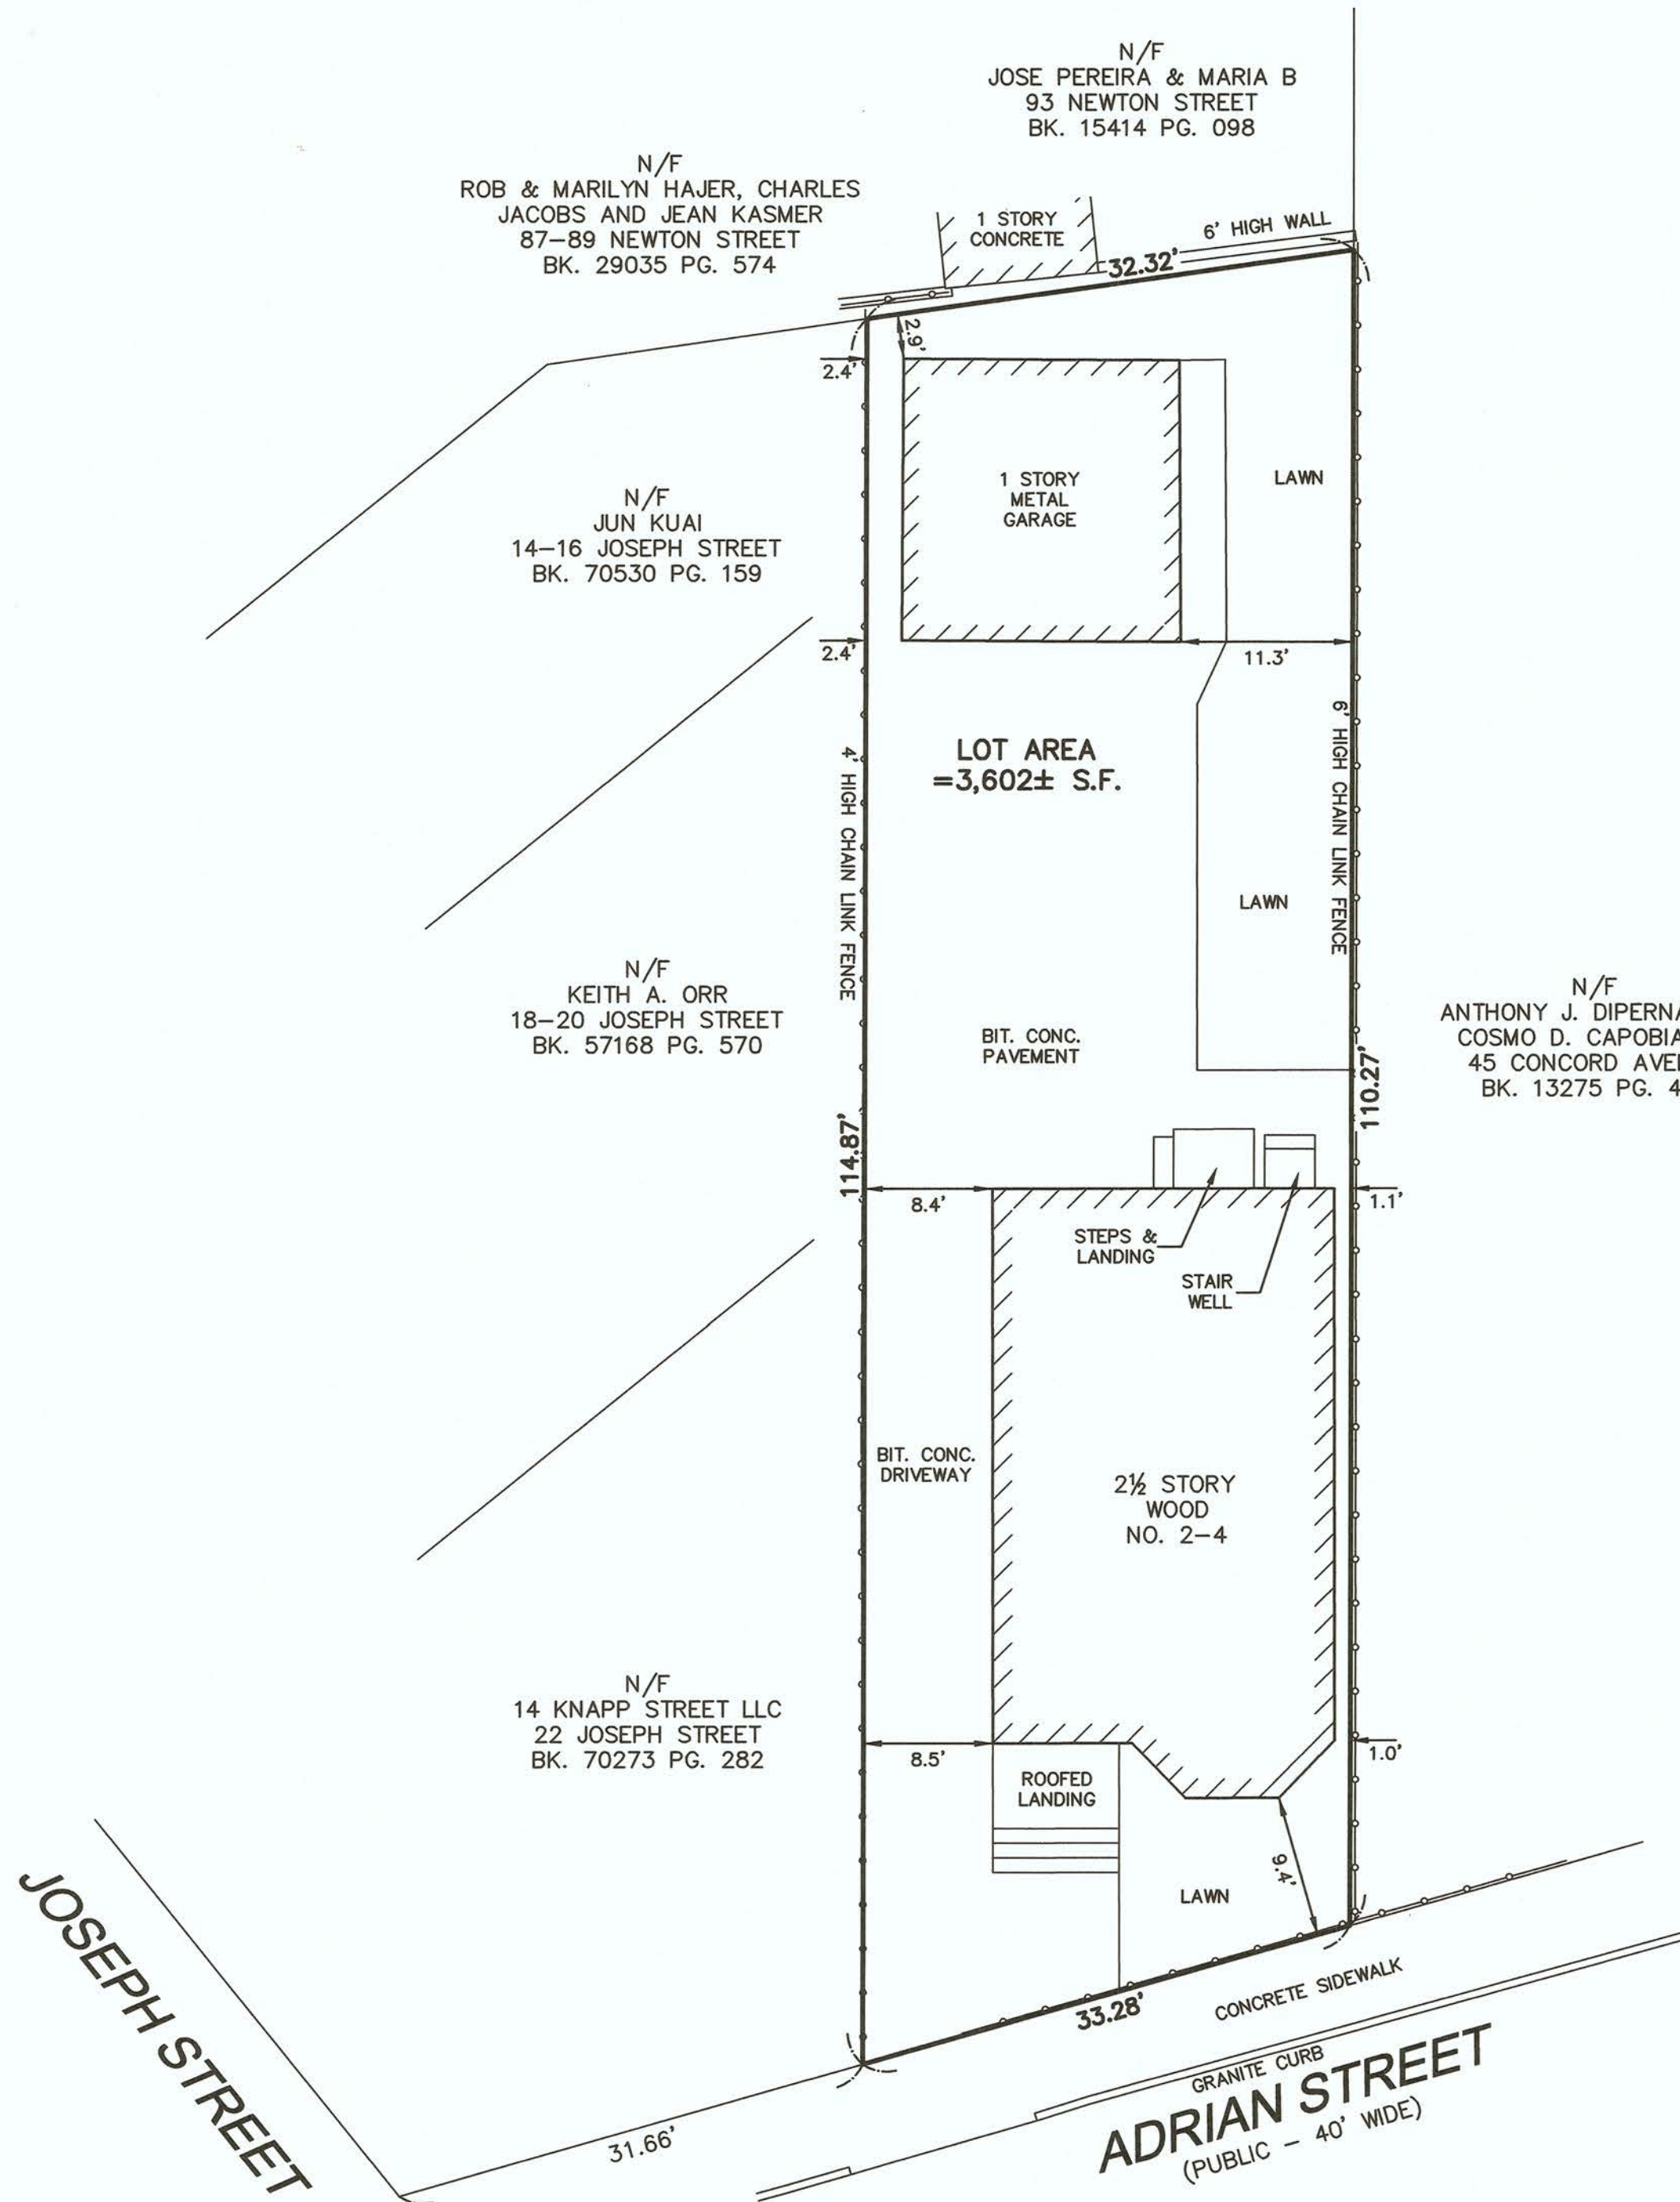 N/F
JOSE PEREIRA & MARIA B
93 NEWTON STREET
BK. 15414 PG. 098
N/F
ROB & MARILYN HAJER, CHARLES
JACOBS AND JEAN KASMER
87-89 NEWTON STREET
BK. 29035 PG. 574
1 STORY
CONCRETE
6' HIGH WALL
32.32'
2.9'
2.4'
1 STORY
METAL
GARAGE
LAWN
N/F
JUN KUAI
14-16 JOSEPH STREET
BK. 70530 PG. 159
2.4'
11.3'
LOT AREA
=3,602± S.F.
4' HIGH CHAIN LINK FENCE
6' HIGH CHAIN LINK FENCE
LAWN
N/F
KEITH A. ORR
18-20 JOSEPH STREET
BK. 57168 PG. 570
BIT. CONC.
PAVEMENT
N/F
ANTHONY J. DIPERNA
COSMO D. CAPOBIA
45 CONCORD AVE
BK. 13275 PG. 4
110.27'
114.87'
8.4'
1.1'
STEPS &
LANDING
STAIR
WELL
BIT. CONC.
DRIVEWAY
2½ STORY
WOOD
NO. 2-4
N/F
14 KNAPP STREET LLC
22 JOSEPH STREET
BK. 70273 PG. 282
8.5'
1.0'
ROOFED
LANDING
9.4'
LAWN
33.28'
CONCRETE SIDEWALK
GRANITE CURB
ADRIAN STREET
(PUBLIC - 40' WIDE)
31.66'
JOSEPH STREET